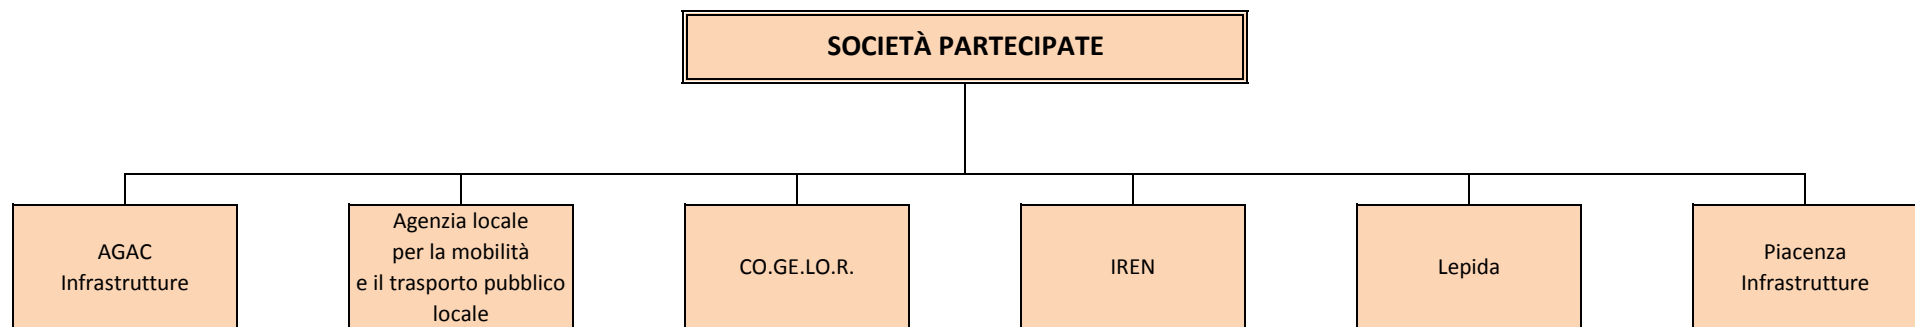 SOCIETÀ PARTECIPATE
AGAC
Infrastrutture
Agenzia locale
per la mobilità
e il trasporto pubblico
locale
CO.GE.LO.R.
IREN
Lepida
Piacenza
Infrastrutture